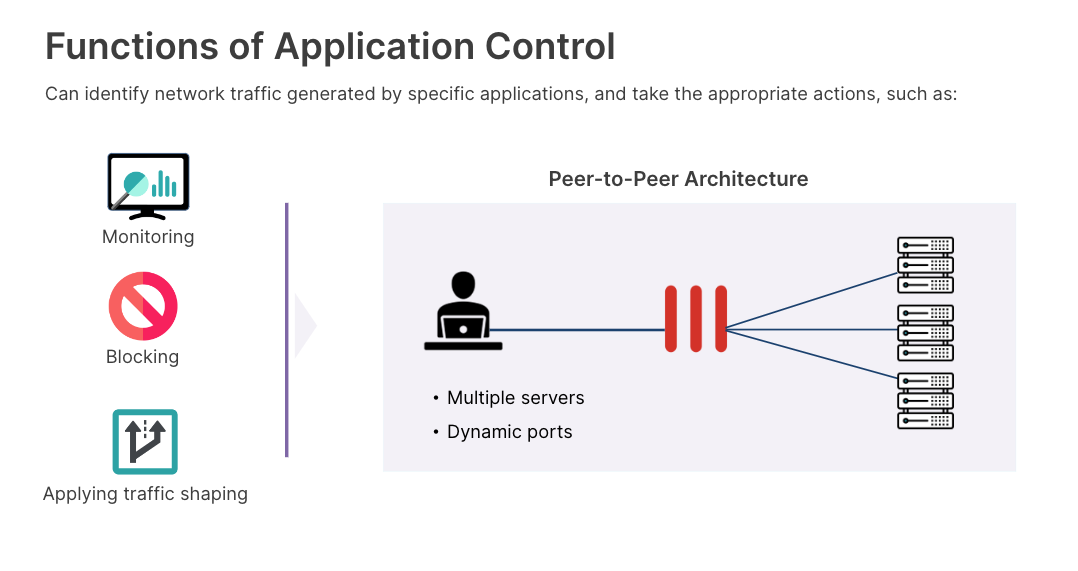 Functions of Application Control
Can identify network traffic generated by specific applications, and take the appropriate actions, such as:
Monitoring
Blocking
Applying traffic shaping
Peer-to-Peer Architecture
• Multiple servers
• Dynamic ports